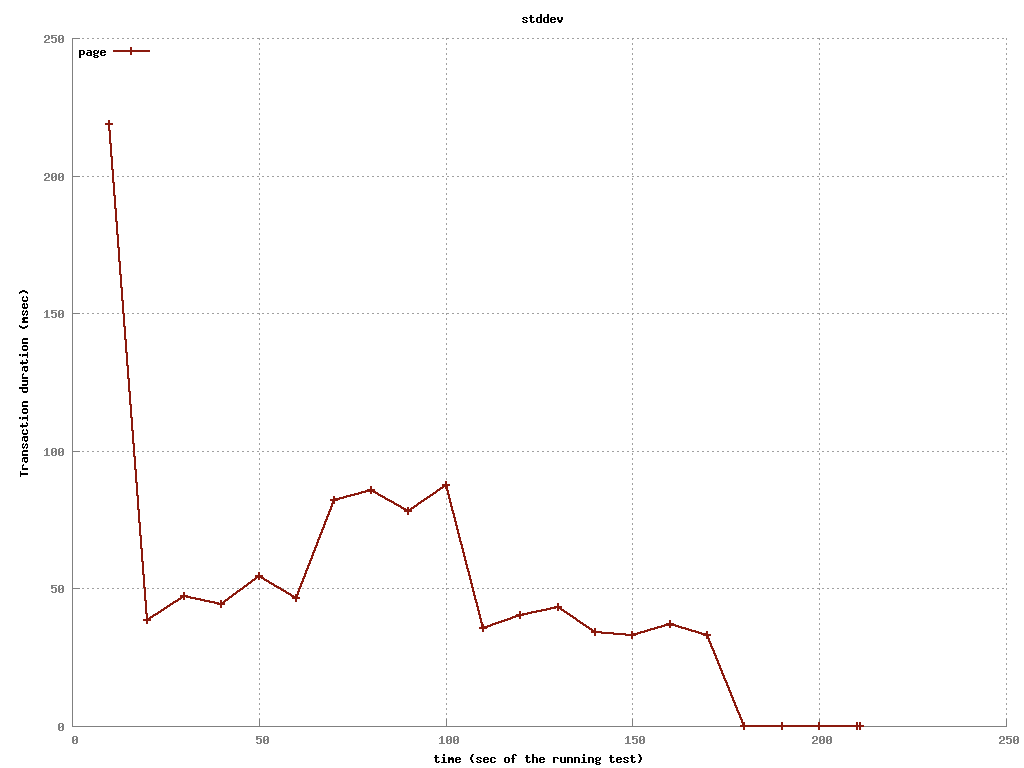 stddev
250
page
200
150
100
50
0
0 50 100 150 200 250
time (sec of the running test)
Transaction duration (msec)